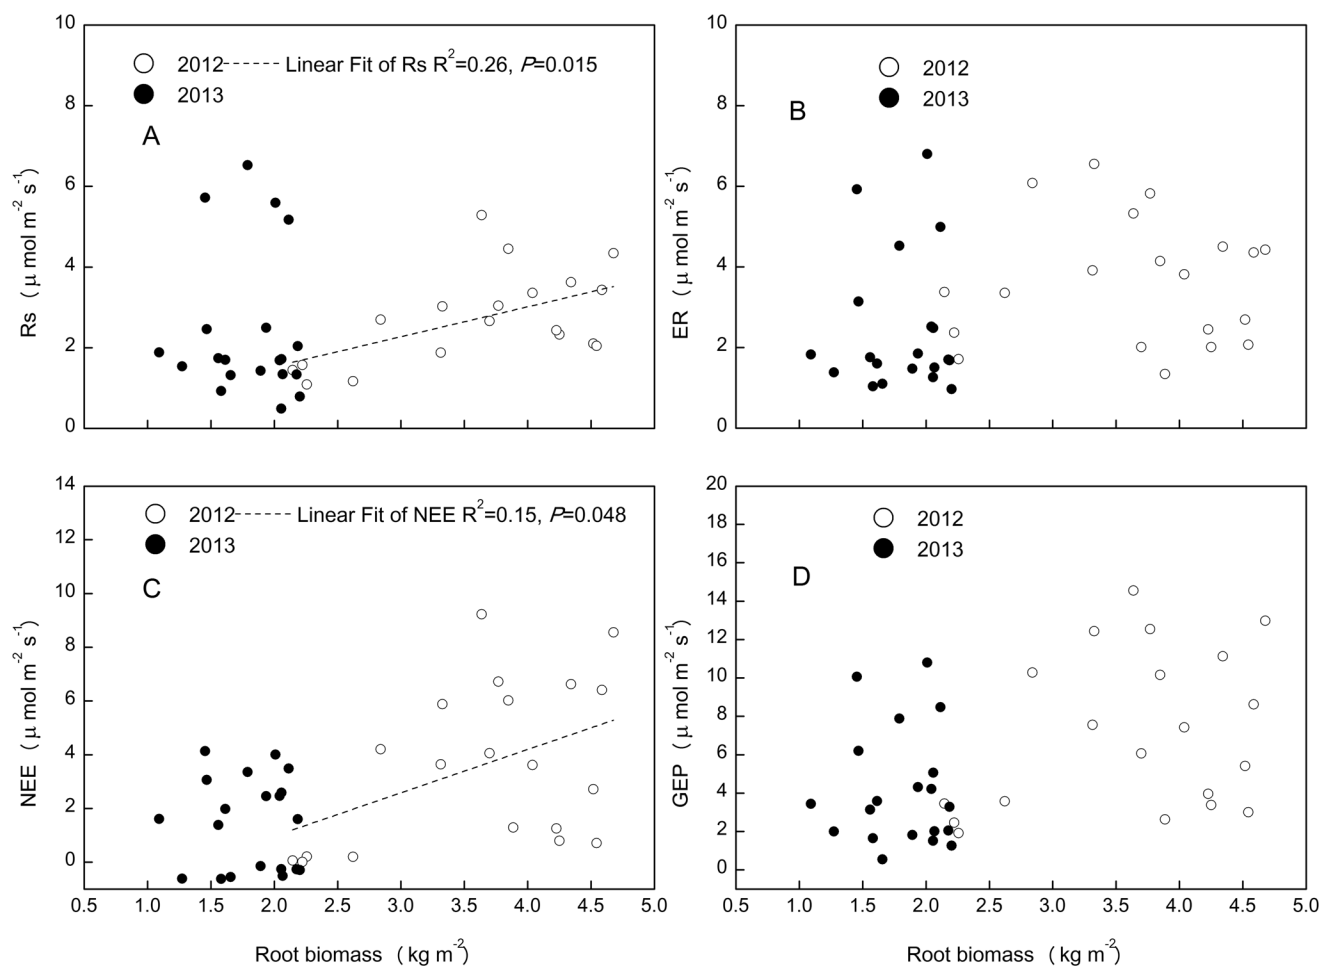 10
8
6
4
2
0
Rs ( μ mol m-2 s-1)
2012 Linear Fit of Rs R2=0.26, P=0.015
2013
A
10
8
6
4
2
0
ER ( μ mol m-2 s-1)
2012
2013
B
14
12
10
8
6
4
2
0
NEE ( μ mol m-2 s-1)
2012 Linear Fit of NEE R2=0.15, P=0.048
2013
C
0.5 1.0 1.5 2.0 2.5 3.0 3.5 4.0 4.5 5.0
Root biomass ( kg m-2)
20
18
16
14
12
10
8
6
4
2
0
GEP ( μ mol m-2 s-1)
2012
2013
D
0.5 1.0 1.5 2.0 2.5 3.0 3.5 4.0 4.5 5.0
Root biomass ( kg m-2)